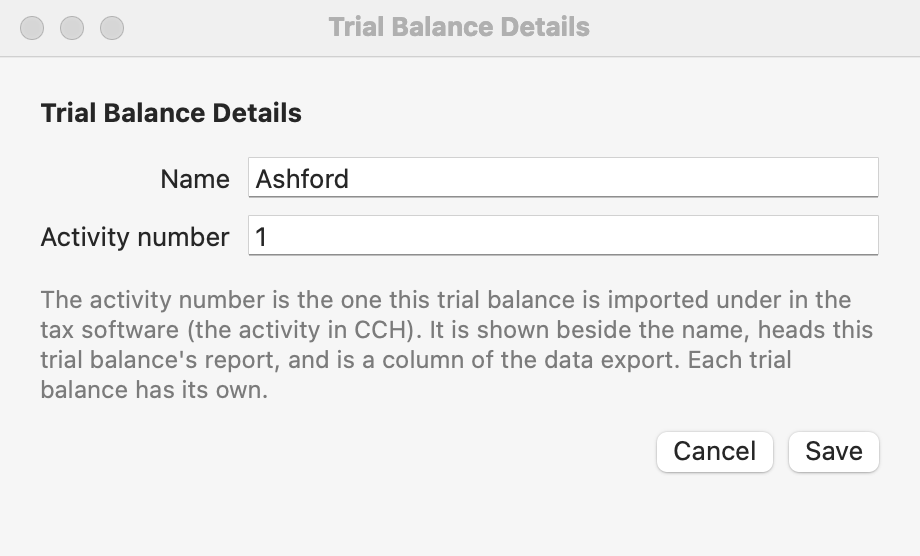 Trial Balance Details
Trial Balance Details
Name Ashford
Activity number 1
The activity number is the one this trial balance is imported under in the
tax software (the activity in CCH). It is shown beside the name, heads this
trial balance's report, and is a column of the data export. Each trial
balance has its own.
Cancel Save